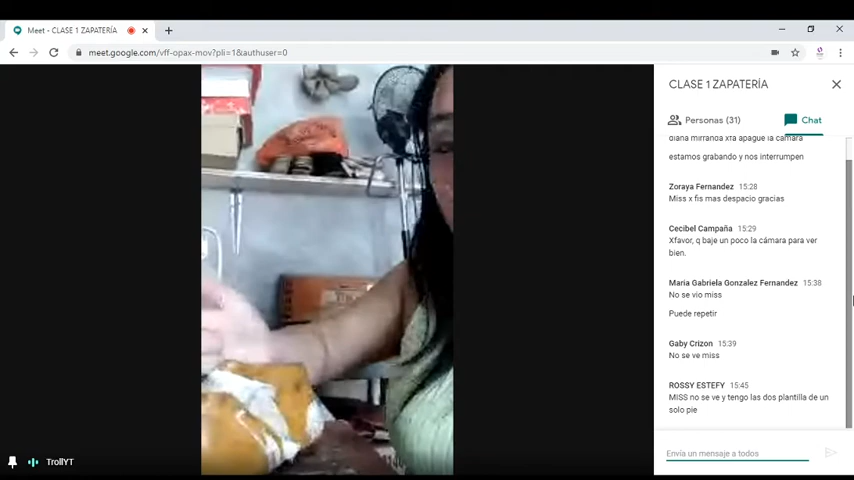 Meet - CLASE 1 ZAPATERÍA
meet.google.com/vff-opax-mov?pli=1&authuser=0
CLASE 1 ZAPATERÍA
Personas (31)
Chat
diana mirranda xfa apague la camara
estamos grabando y nos interrumpen
Zoraya Fernandez 15:28
Miss x fis mas despacio gracias
Cecibel Campaña 15:29
Xfavor, q baje un poco la cámara para ver
bien.
María Gabriela Gonzalez Fernandez 15:38
No se vio miss
Puede repetir
Gaby Crizon 15:39
No se ve miss
ROSSY ESTEFY 15:45
MISS no se ve y tengo las dos plantilla de un
solo pie
Envía un mensaje a todos
TrollYT